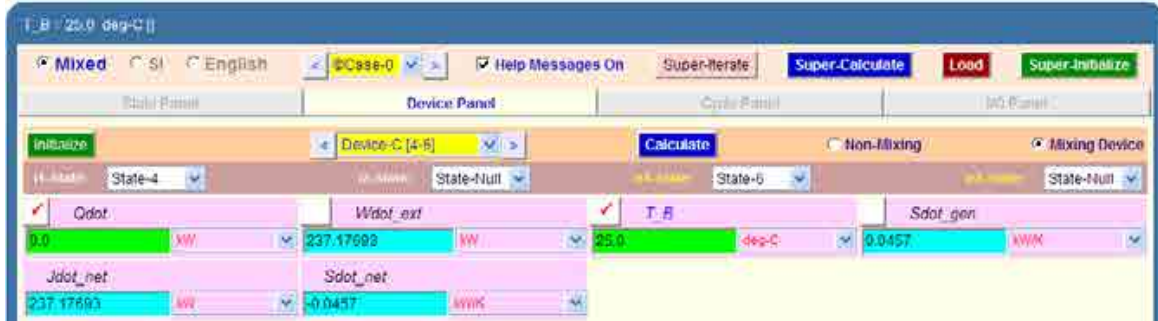 T_B : 25.0 deg-C []
Mixed SI English < ©Case-0 > Help Messages On Super-Iterate Super-Calculate Load Super-Initialize
State Panel Device Panel Cycle Panel I/O Panel
Initialize < Device-C [4-6] > Calculate Non-Mixing Mixing Device
State-4 State-Null State-6 State-Null
Qdot Wdot_ext T_B Sdot_gen
0.0 kW 237.17693 kW 25.0 deg-C 0.0457 kW/K
Jdot_net Sdot_net
237.17693 kW -0.0457 kW/K